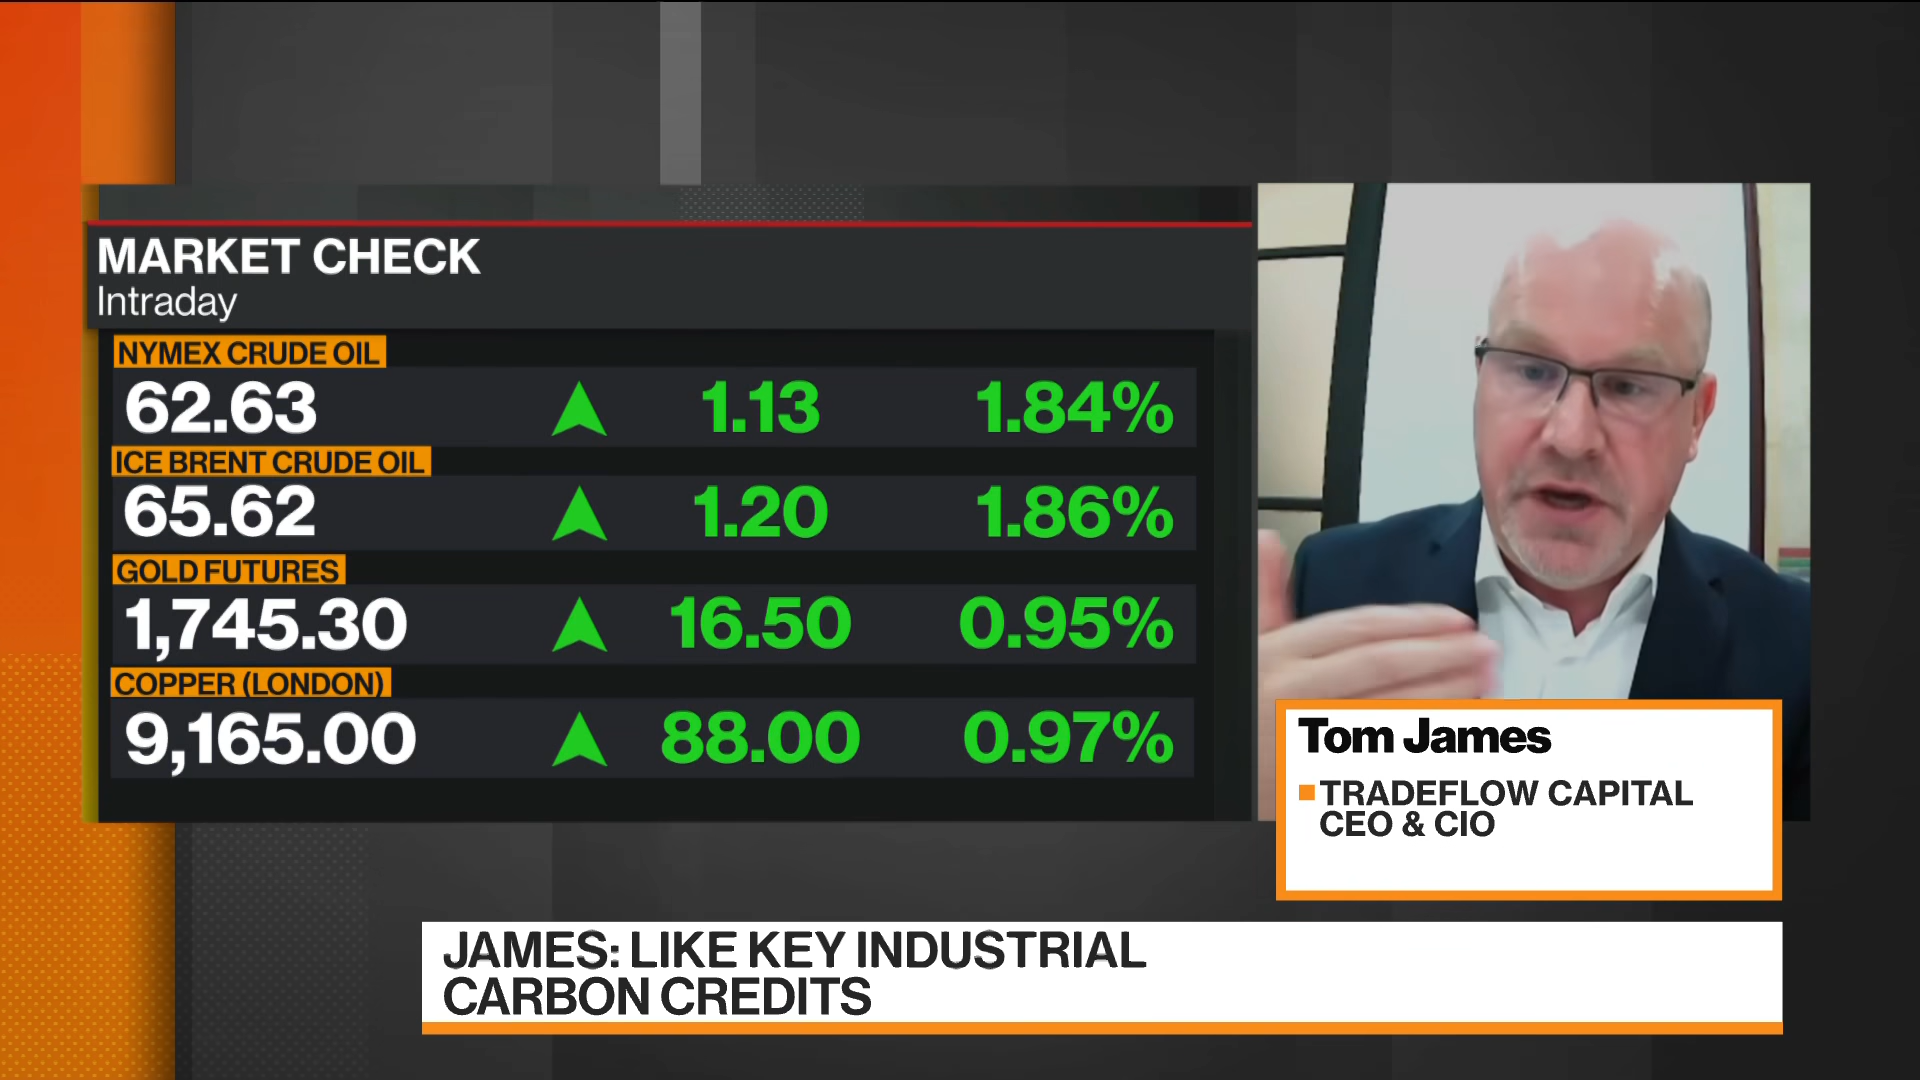 MARKET CHECK
Intraday
NYMEX CRUDE OIL
62.63 ▲ 1.13 1.84%
ICE BRENT CRUDE OIL
65.62 ▲ 1.20 1.86%
GOLD FUTURES
1,745.30 ▲ 16.50 0.95%
COPPER (LONDON)
9,165.00 ▲ 88.00 0.97%
Tom James
TRADEFLOW CAPITAL
CEO & CIO
JAMES: LIKE KEY INDUSTRIAL
CARBON CREDITS